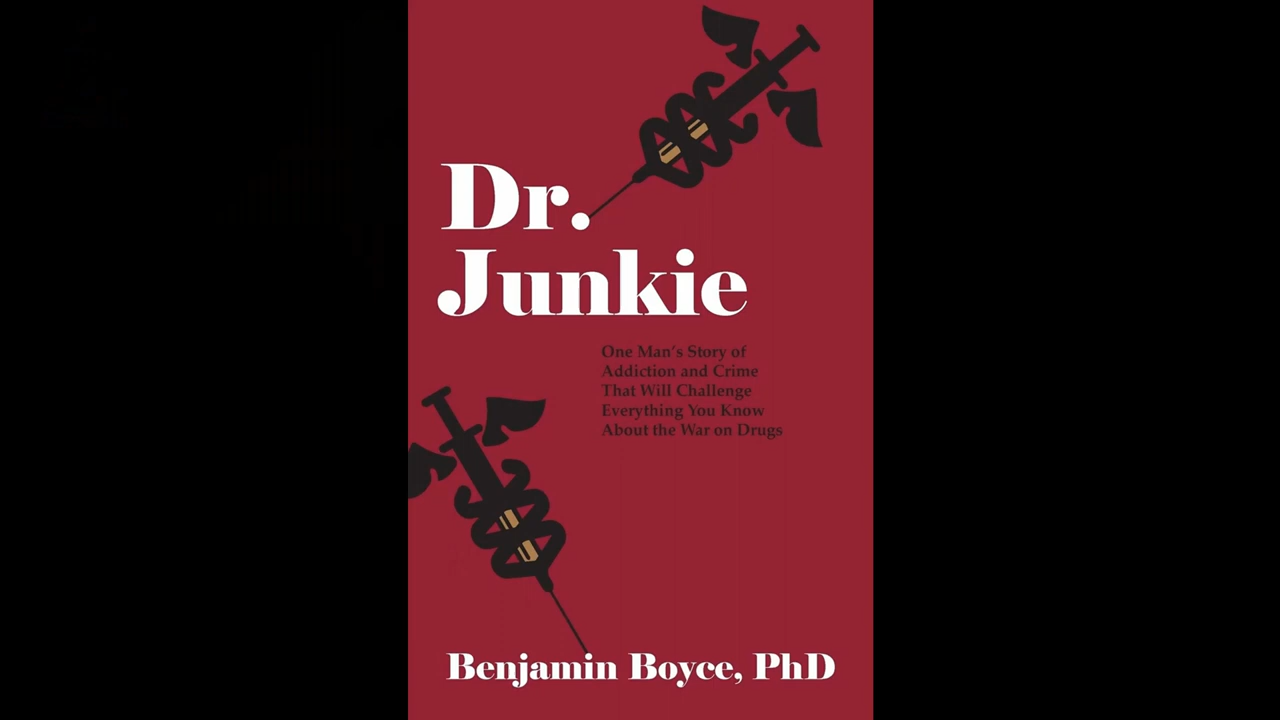 Dr.
Junkie
One Man's Story of
Addiction and Crime
That Will Challenge
Everything You Know
About the War on Drugs
Benjamin Boyce, PhD